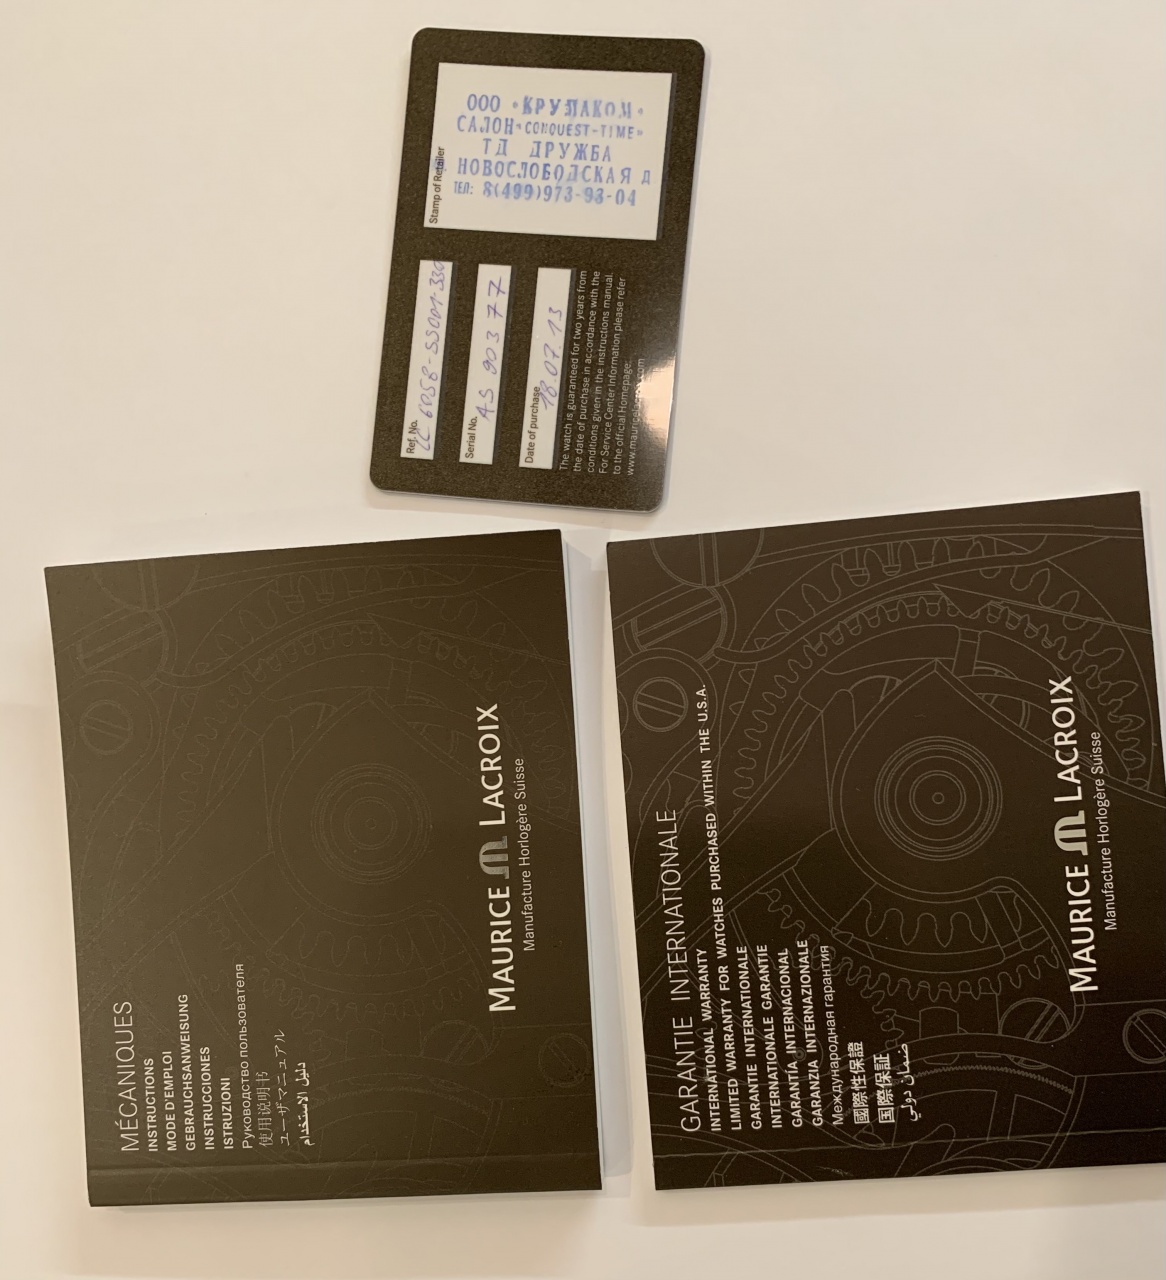 ООО «КРУПАКОМ»
САЛОН «CONQUEST-TIME»
ТД ДРУЖБА
НОВОСЛОБОДСКАЯ Д
ТЕЛ: 8(499)973-93-04
Stamp of Retailer
Ref. No.
LC 6058-SS001-330
Serial No.
AS 90377
Date of purchase
18.07.13
The watch is guaranteed for two years from
the date of purchase in accordance with the
conditions given in the instructions manual.
For Service Center Information please refer
to the official Homepage:
MÉCANIQUES
INSTRUCTIONS
MODE D'EMPLOI
GEBRAUCHSANWEISUNG
INSTRUCCIONES
ISTRUZIONI
Руководство пользователя
使用说明书
ユーザマニュアル
دليل الاستخدام
MAURICE LACROIX
Manufacture Horlogère Suisse
GARANTIE INTERNATIONALE
INTERNATIONAL WARRANTY
LIMITED WARRANTY FOR WATCHES PURCHASED WITHIN THE U.S.A.
GARANTIE INTERNATIONALE
INTERNATIONALE GARANTIE
GARANTÍA INTERNACIONAL
GARANZIA INTERNAZIONALE
Международная гарантия
國際性保證
国際保証
ضمان دولي
MAURICE LACROIX
Manufacture Horlogère Suisse